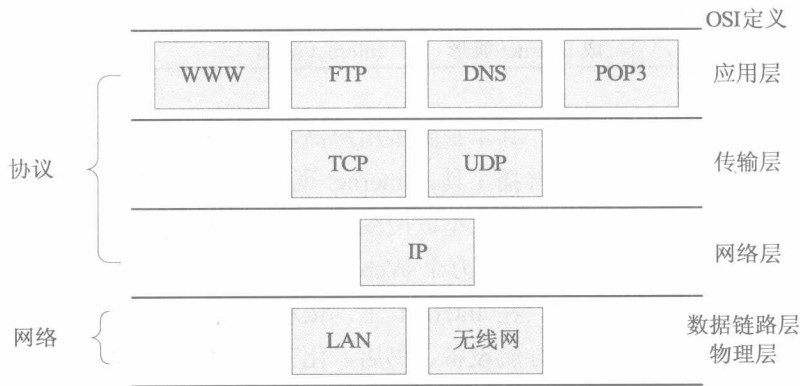 OSI定义
WWW FTP DNS POP3 应用层
TCP UDP 传输层
协议
IP 网络层
网络 LAN 无线网 数据链路层
物理层